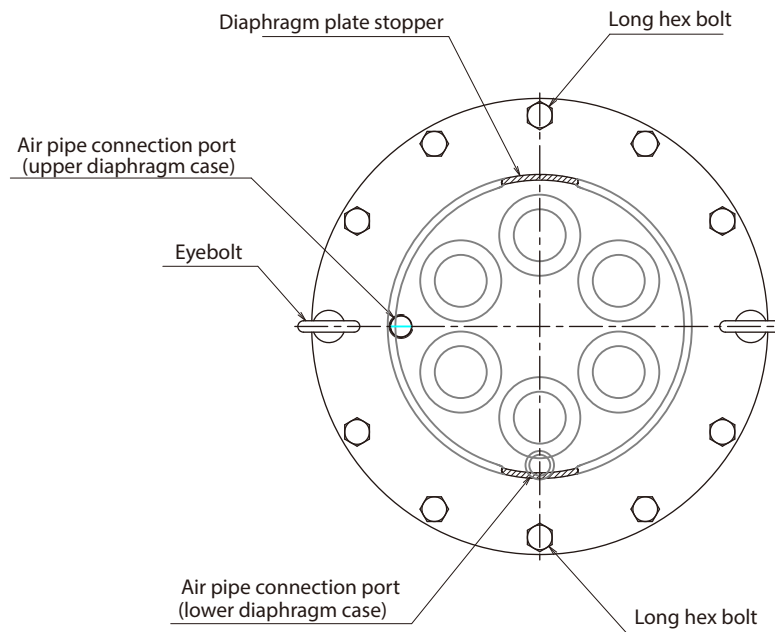 Diaphragm plate stopper
Long hex bolt
Air pipe connection port
(upper diaphragm case)
Eyebolt
Air pipe connection port
(lower diaphragm case)
Long hex bolt